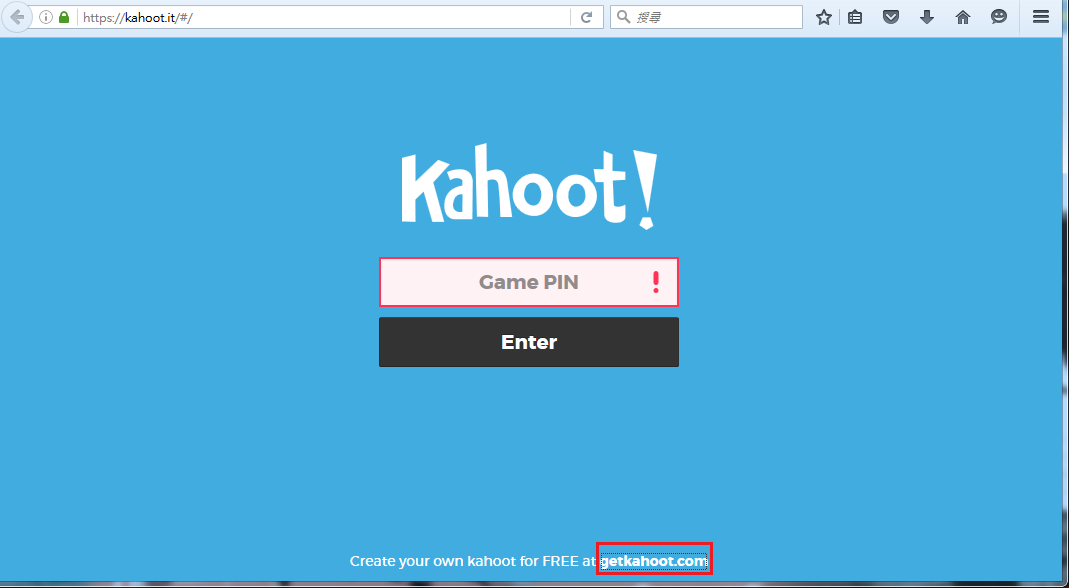 https://kahoot.it/#/
搜尋
Kahoot!
Game PIN
Enter
Create your own kahoot for FREE at getkahoot.com